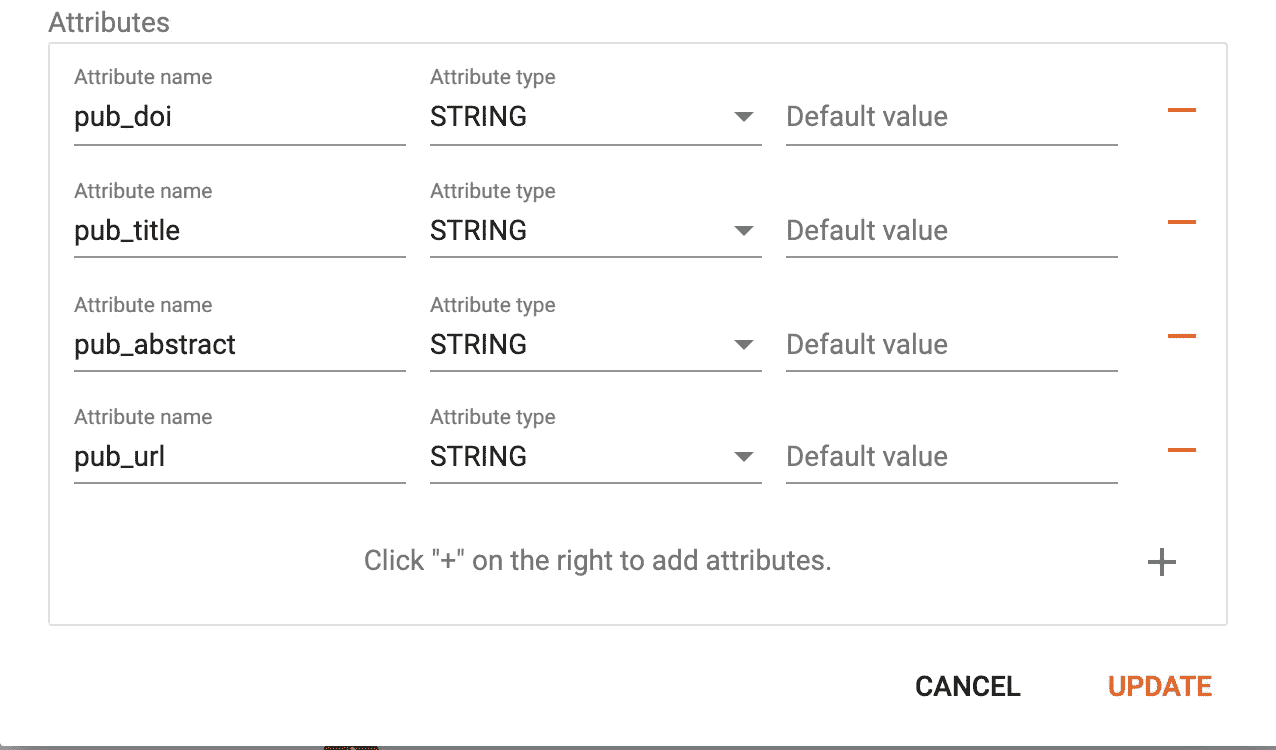 Attributes
Attribute name Attribute type
pub_doi STRING Default value
Attribute name Attribute type
pub_title STRING Default value
Attribute name Attribute type
pub_abstract STRING Default value
Attribute name Attribute type
pub_url STRING Default value
Click "+" on the right to add attributes.
CANCEL UPDATE